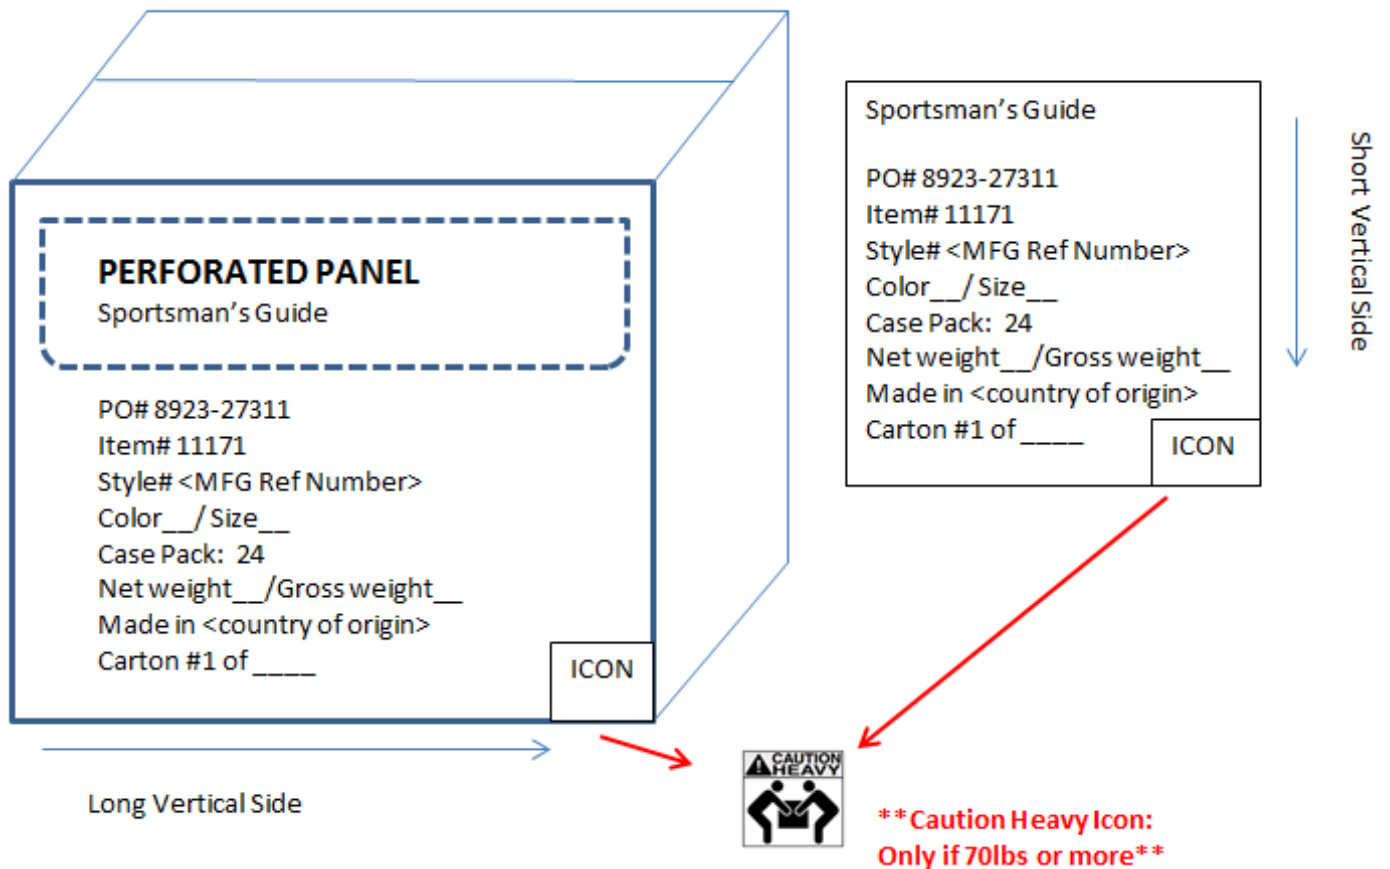 PERFORATED PANEL
Sportsman's Guide
PO# 8923-27311
Item# 11171
Style# <MFG Ref Number>
Color__/ Size__
Case Pack:  24
Net weight__/Gross weight__
Made in <country of origin>
Carton #1 of ____
ICON
Long Vertical Side
Sportsman's Guide
PO# 8923-27311
Item# 11171
Style# <MFG Ref Number>
Color__/ Size__
Case Pack:  24
Net weight__/Gross weight__
Made in <country of origin>
Carton #1 of ____
ICON
Short Vertical Side
CAUTION
HEAVY
**Caution Heavy Icon:
Only if 70lbs or more**